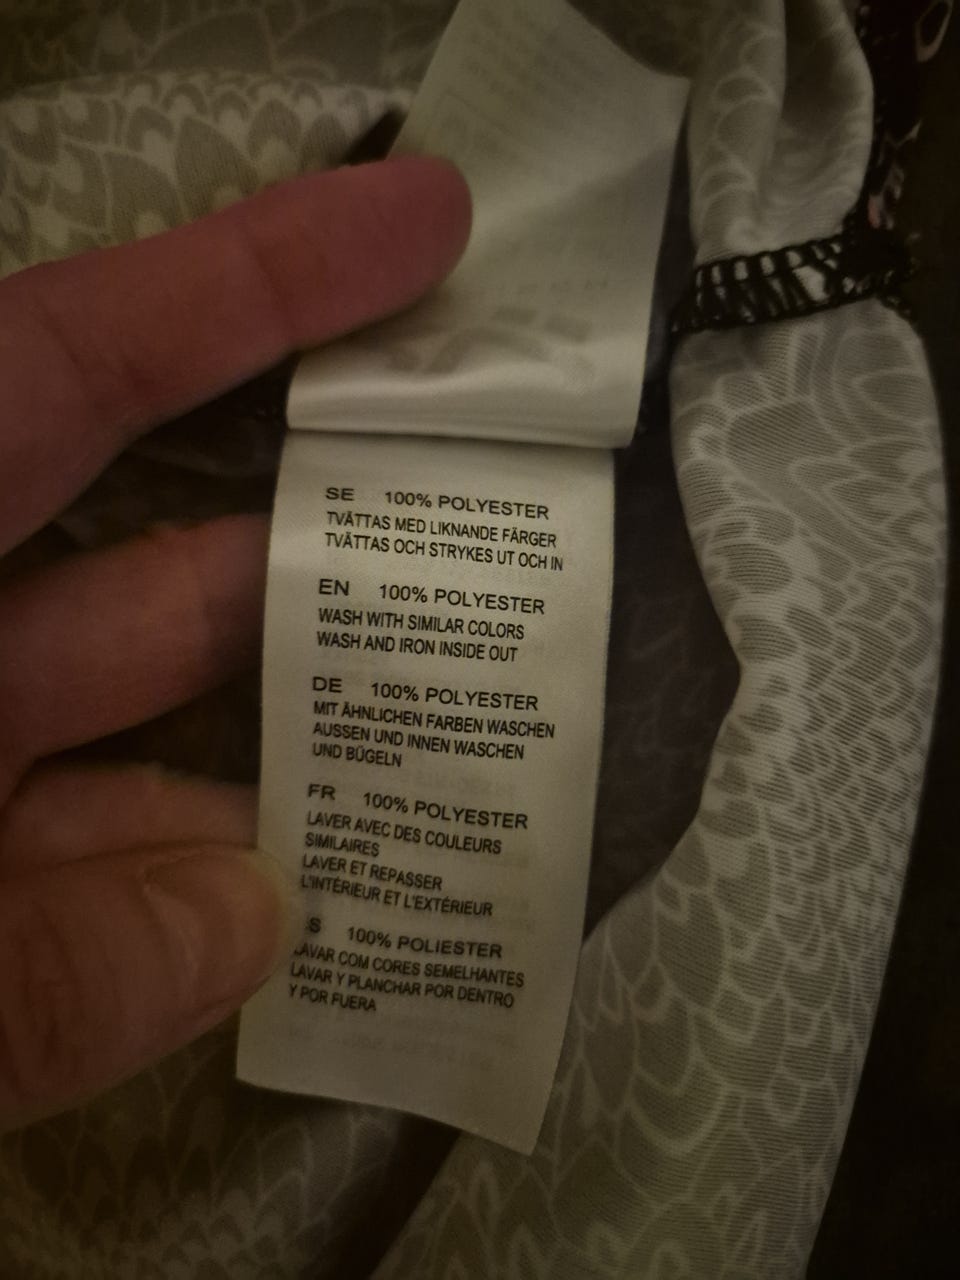 SE 100% POLYESTER
TVÄTTAS MED LIKNANDE FÄRGER
TVÄTTAS OCH STRYKES UT OCH IN
EN 100% POLYESTER
WASH WITH SIMILAR COLORS
WASH AND IRON INSIDE OUT
DE 100% POLYESTER
MIT ÄHNLICHEN FARBEN WASCHEN
AUSSEN UND INNEN WASCHEN
UND BÜGELN
FR 100% POLYESTER
LAVER AVEC DES COULEURS
SIMILAIRES
LAVER ET REPASSER
L'INTÉRIEUR ET L'EXTÉRIEUR
S 100% POLIESTER
LAVAR COM CORES SEMELHANTES
LAVAR Y PLANCHAR POR DENTRO
Y POR FUERA